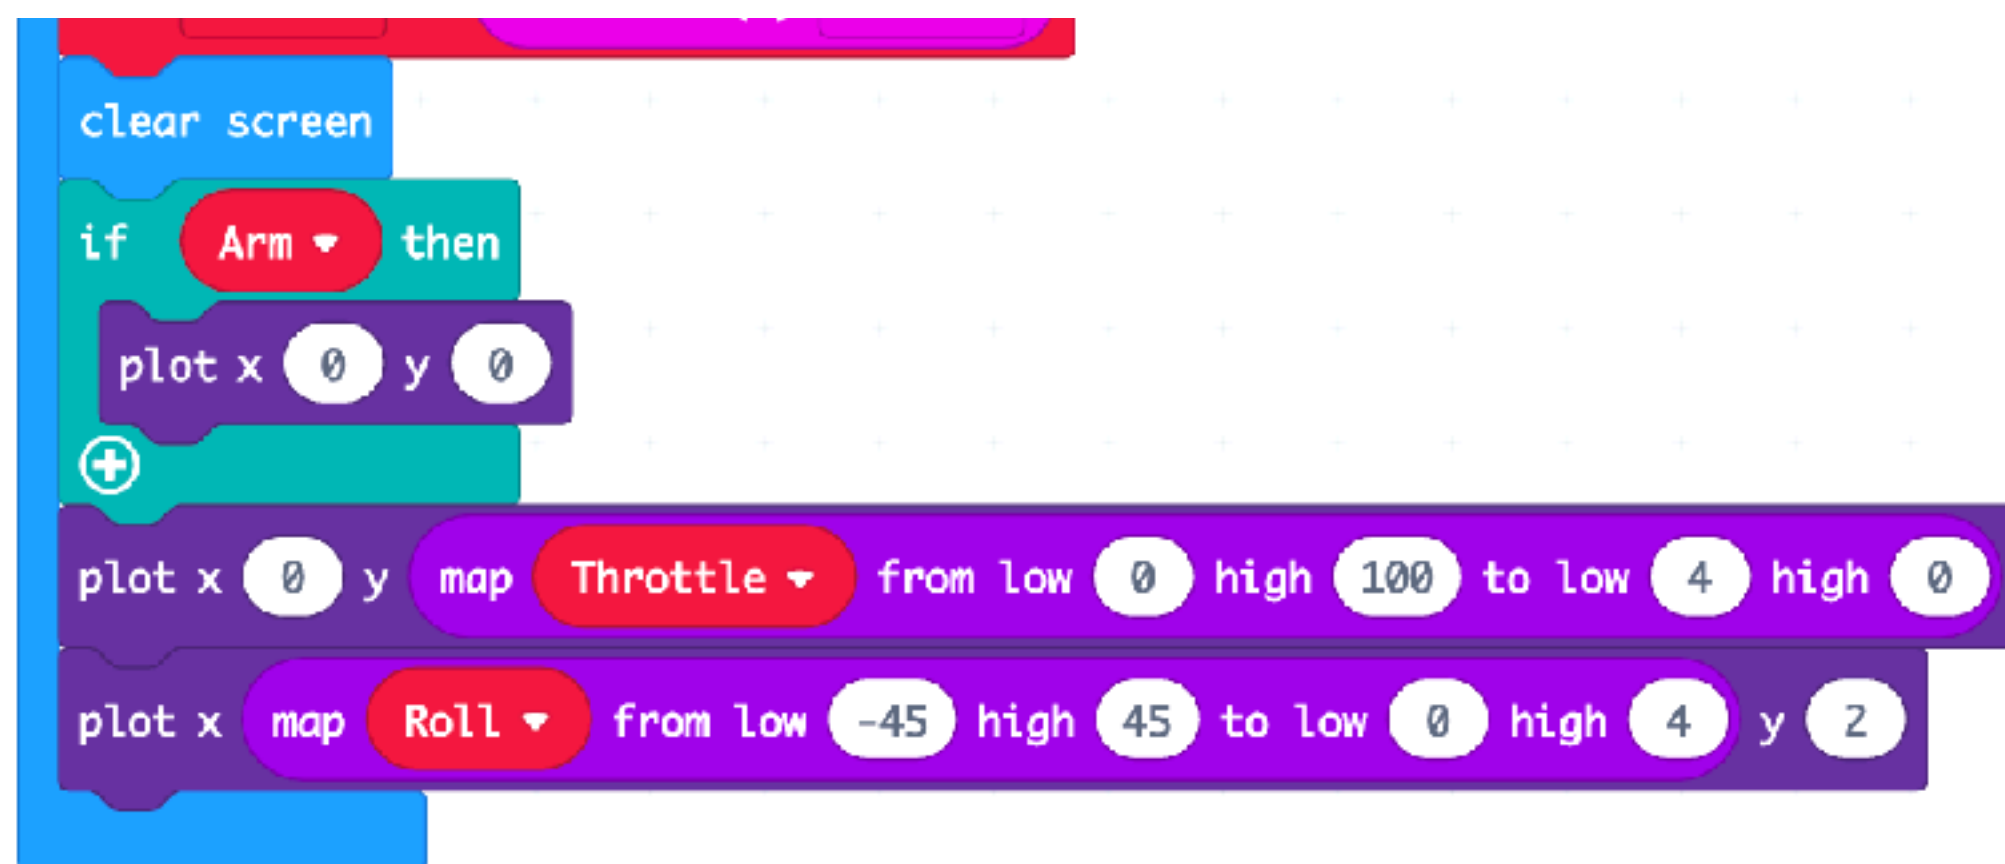 clear screen
if Arm then
plot x 0 y 0
plot x 0 y map Throttle from low 0 high 100 to low 4 high 0
plot x map Roll from low -45 high 45 to low 0 high 4 y 2